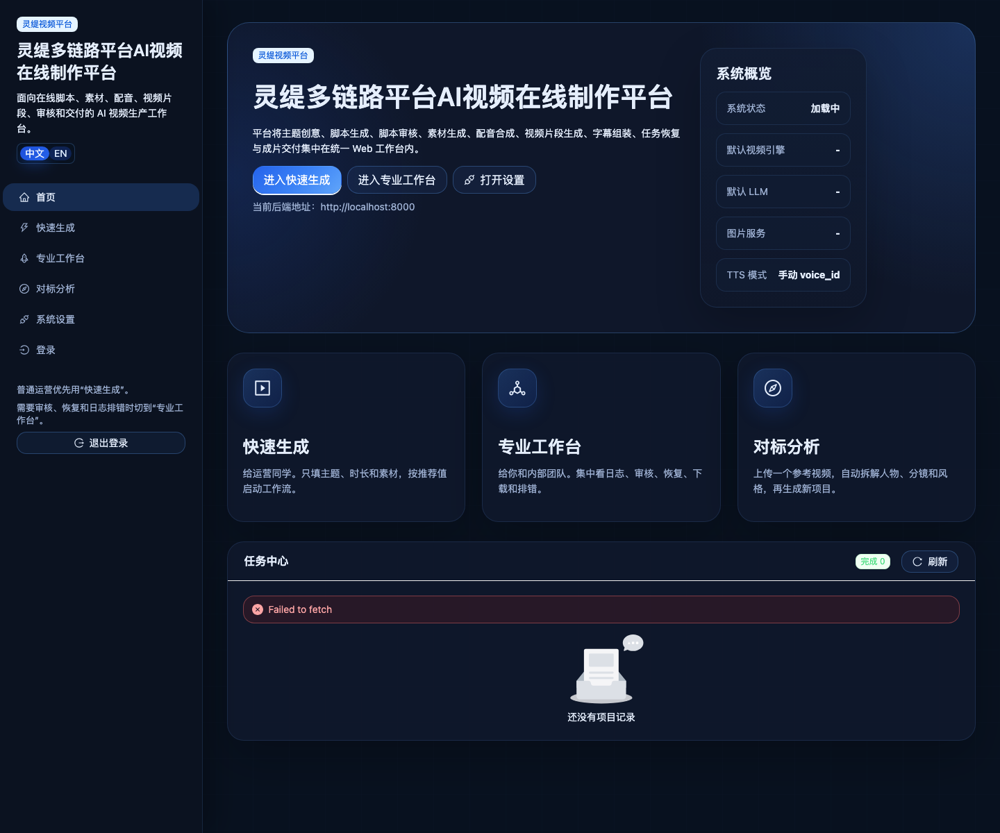 灵缇视频平台
灵缇多链路平台AI视频
在线制作平台
面向在线脚本、素材、配音、视频片
段、审核和交付的 AI 视频生产工作
台。
中文 EN
首页
快速生成
专业工作台
对标分析
系统设置
登录
普通运营优先用“快速生成”。
需要审核、恢复和日志排错时切到“专业工
作台”。
退出登录
灵缇视频平台
灵缇多链路平台AI视频在线制作平台
平台将主题创意、脚本生成、脚本审核、素材生成、配音合成、视频片段生成、字幕组装、任务恢复
与成片交付集中在统一 Web 工作台内。
进入快速生成 进入专业工作台 打开设置
当前后端地址：http://localhost:8000
系统概览
系统状态 加载中
默认视频引擎 -
默认 LLM -
图片服务 -
TTS 模式 手动 voice_id
快速生成
给运营同学。只填主题、时长和素材，按推荐值
启动工作流。
专业工作台
给你和内部团队。集中看日志、审核、恢复、下
载和排错。
对标分析
上传一个参考视频，自动拆解人物、分镜和风
格，再生成新项目。
任务中心
完成 0 刷新
Failed to fetch
还没有项目记录